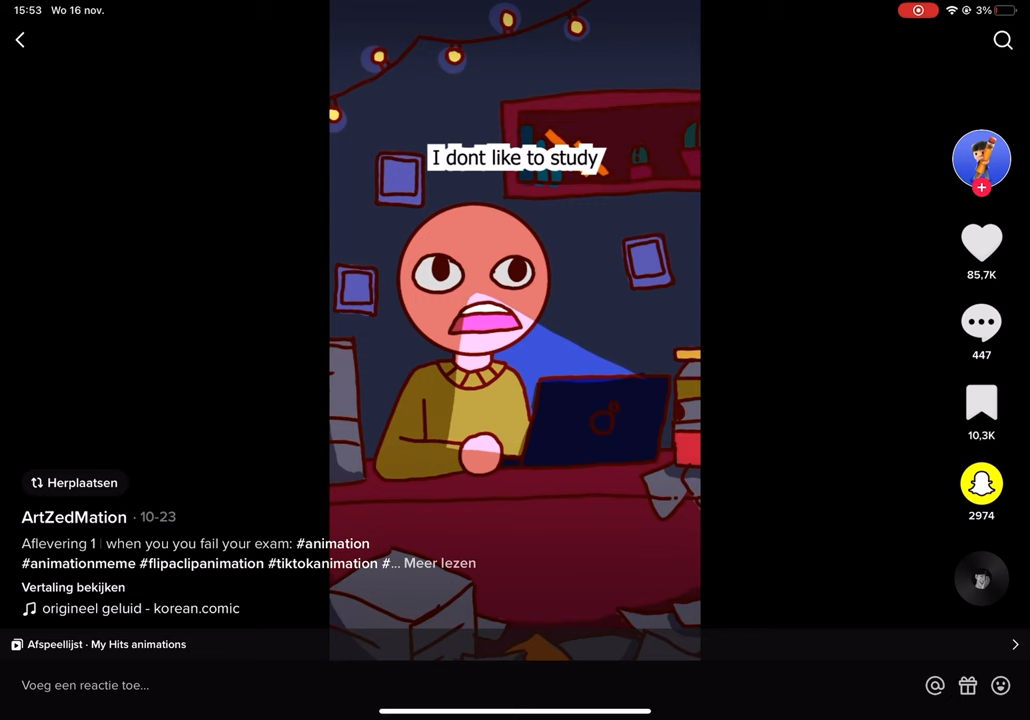 15:53 Wo 16 nov. 3%
I dont like to study
85,7K
447
10,3K
2974
Herplaatsen
ArtZedMation · 10-23
Aflevering 1 | when you you fail your exam: #animation
#animationmeme #flipaclipanimation #tiktokanimation #... Meer lezen
Vertaling bekijken
origineel geluid - korean.comic
Afspeellijst · My Hits animations
Voeg een reactie toe...